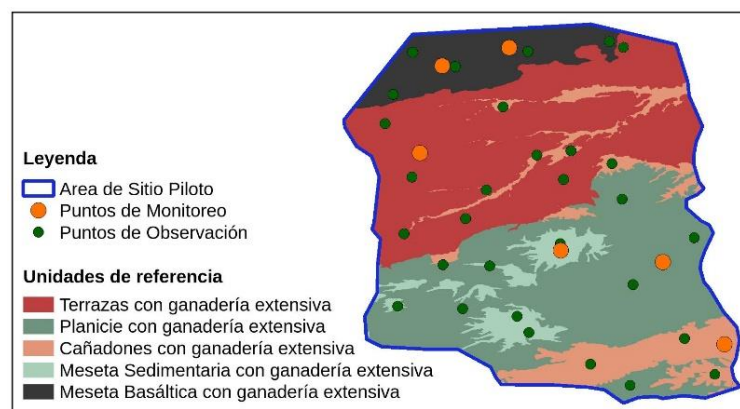 Leyenda
Area de Sitio Piloto
Puntos de Monitoreo
Puntos de Observación
Unidades de referencia
Terrazas con ganadería extensiva
Planicie con ganadería extensiva
Cañadones con ganadería extensiva
Meseta Sedimentaria con ganadería extensiva
Meseta Basáltica con ganadería extensiva